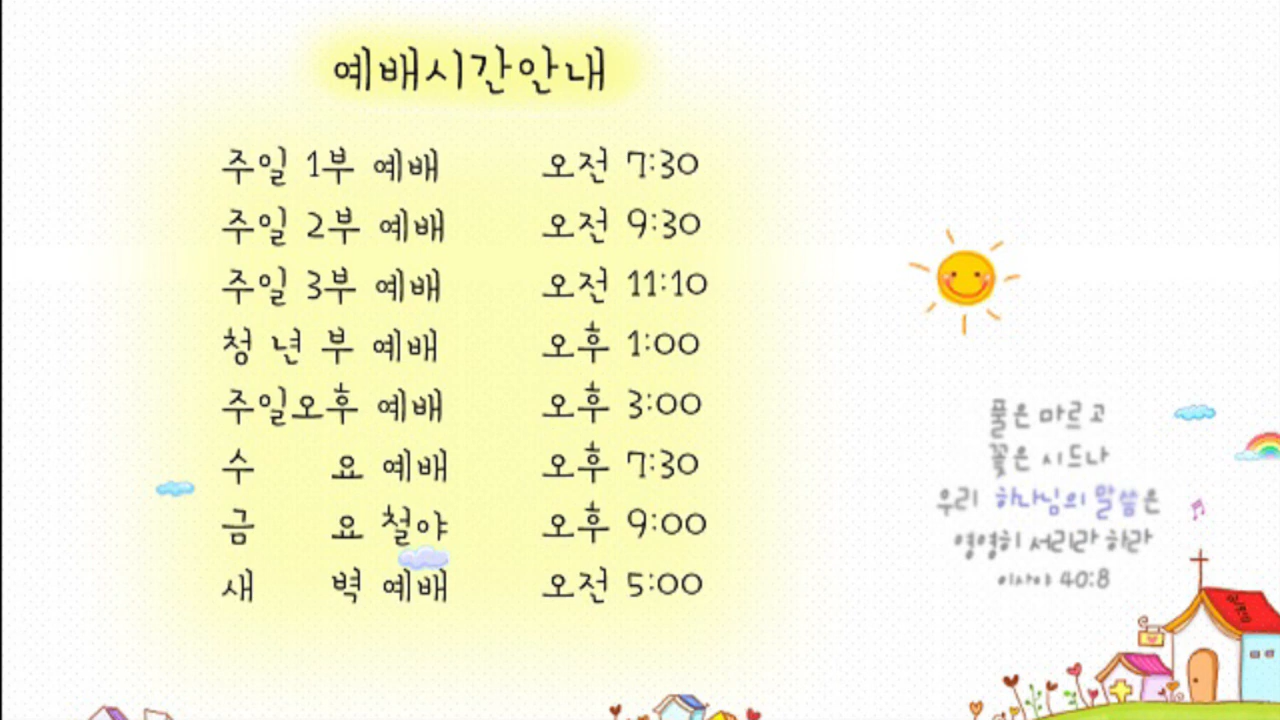 예배시간안내
주일 1부 예배 오전 7:30
주일 2부 예배 오전 9:30
주일 3부 예배 오전 11:10
청 년 부 예배 오후 1:00
주일오후 예배 오후 3:00
수 요 예배 오후 7:30
금 요 철야 오후 9:00
새 벽 예배 오전 5:00
풀은 마르고
꽃은 시드나
우리 하나님의 말씀은
영영히 서리라 하라
이사야 40:8